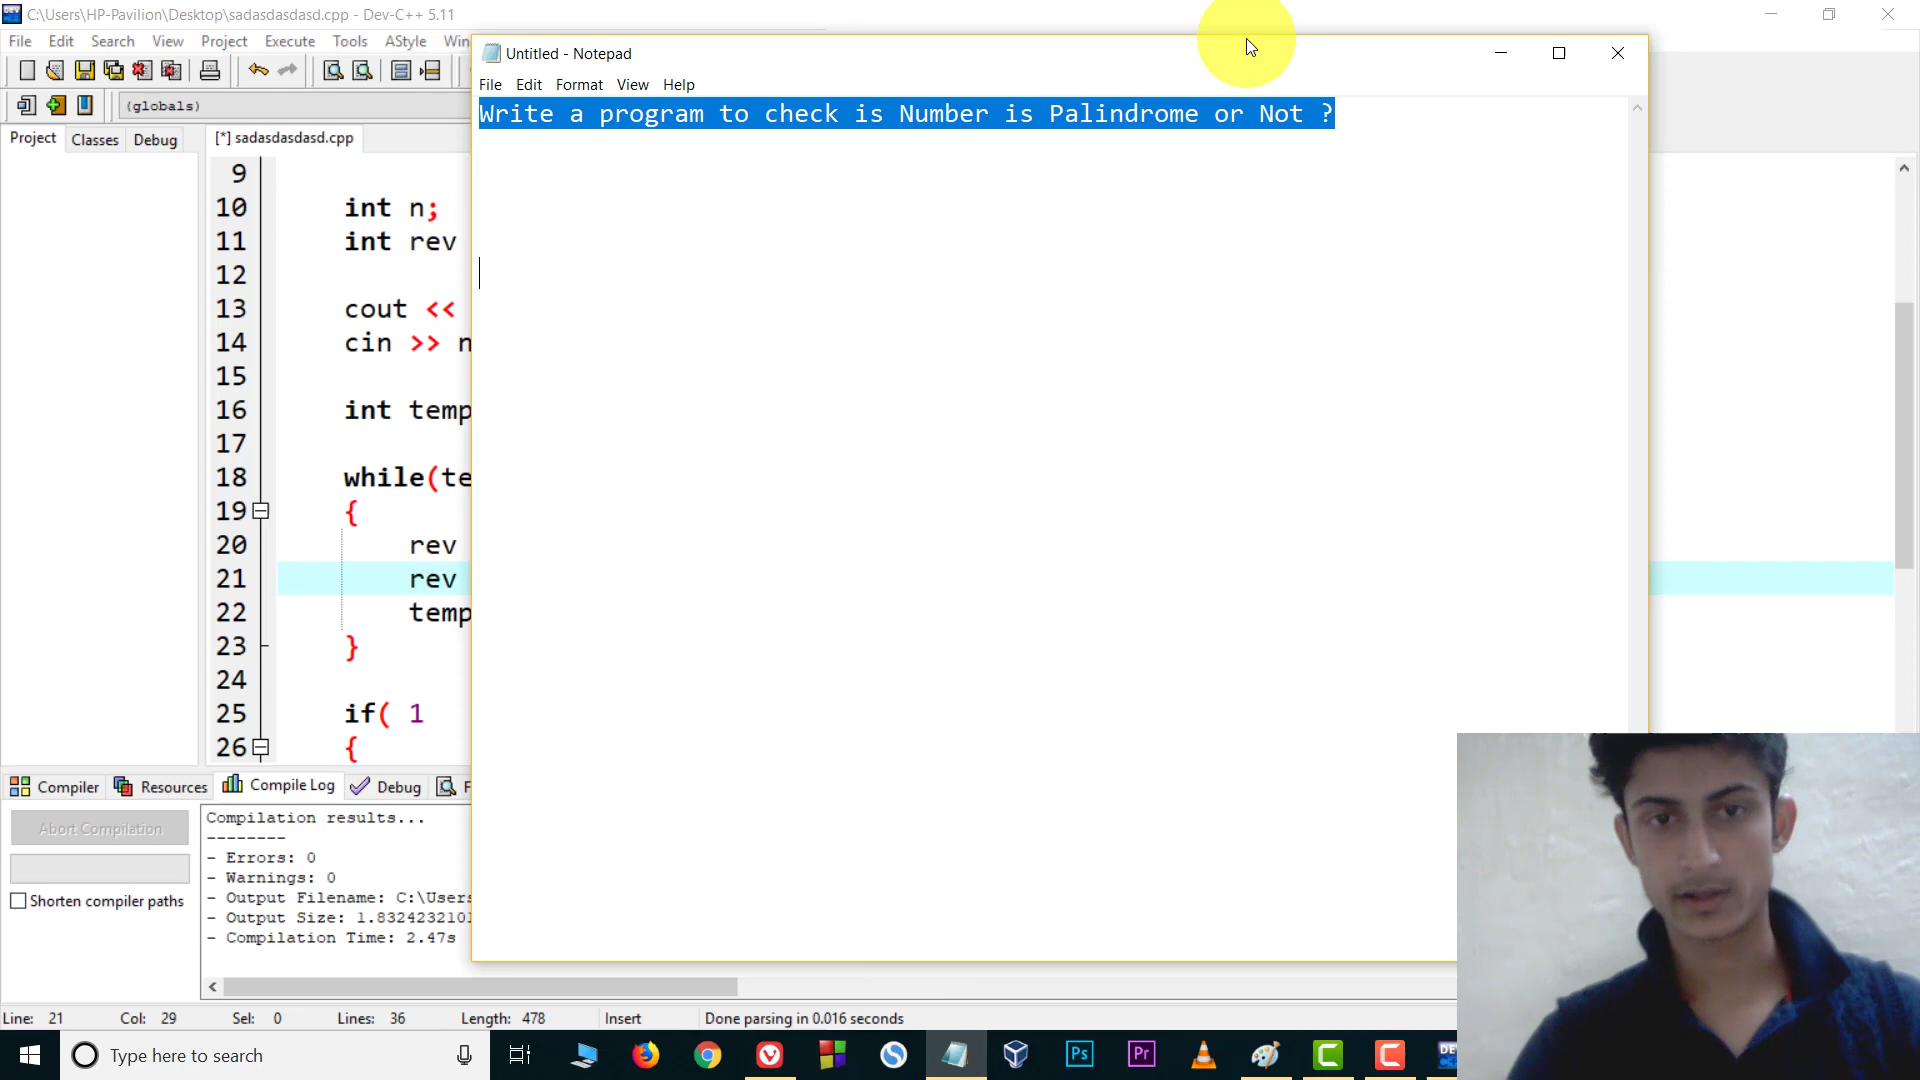 C:\Users\HP-Pavilion\Desktop\sadasdasdasd.cpp - Dev-C++ 5.11
File Edit Search View Project Execute Tools AStyle Win
Untitled - Notepad
File Edit Format View Help
(globals)
Write a program to check is Number is Palindrome or Not ?
Project Classes Debug [*] sadasdasdasd.cpp
9
10 int n;
11 int rev
12
13 cout <<
14 cin >> n
15
16 int temp
17
18 while(te
19 {
20 rev
21 rev
22 temp
23 }
24
25 if( 1
26 {
Compiler Resources Compile Log Debug F
Abort Compilation
Shorten compiler paths
Compilation results...
--------
- Errors: 0
- Warnings: 0
- Output Filename: C:\Users
- Output Size: 1.8324232101
- Compilation Time: 2.47s
Line: 21 Col: 29 Sel: 0 Lines: 36 Length: 478 Insert Done parsing in 0.016 seconds
Type here to search
Ps
Pr